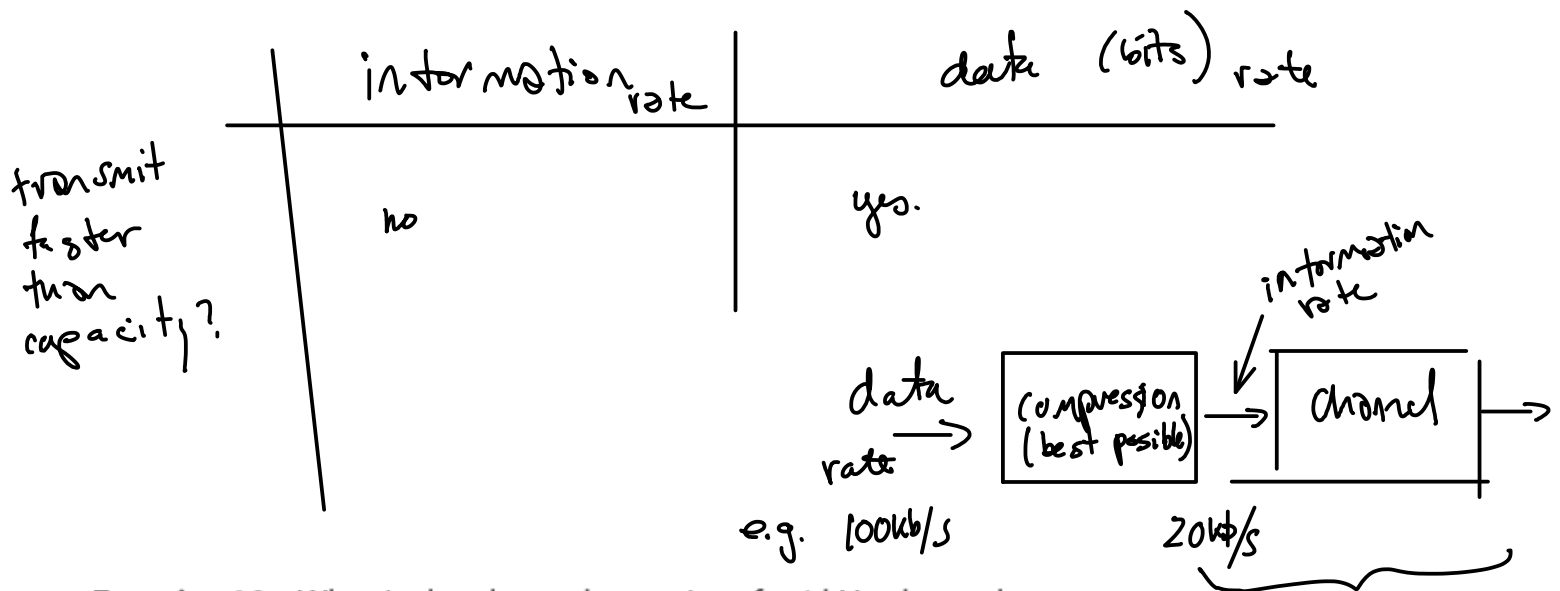 information rate
data (bits) rate
transmit
faster
than
capacity?
no
yes.
information
rate
data
rate
compression
(best possible)
channel
e.g. 100kb/s
20kb/s